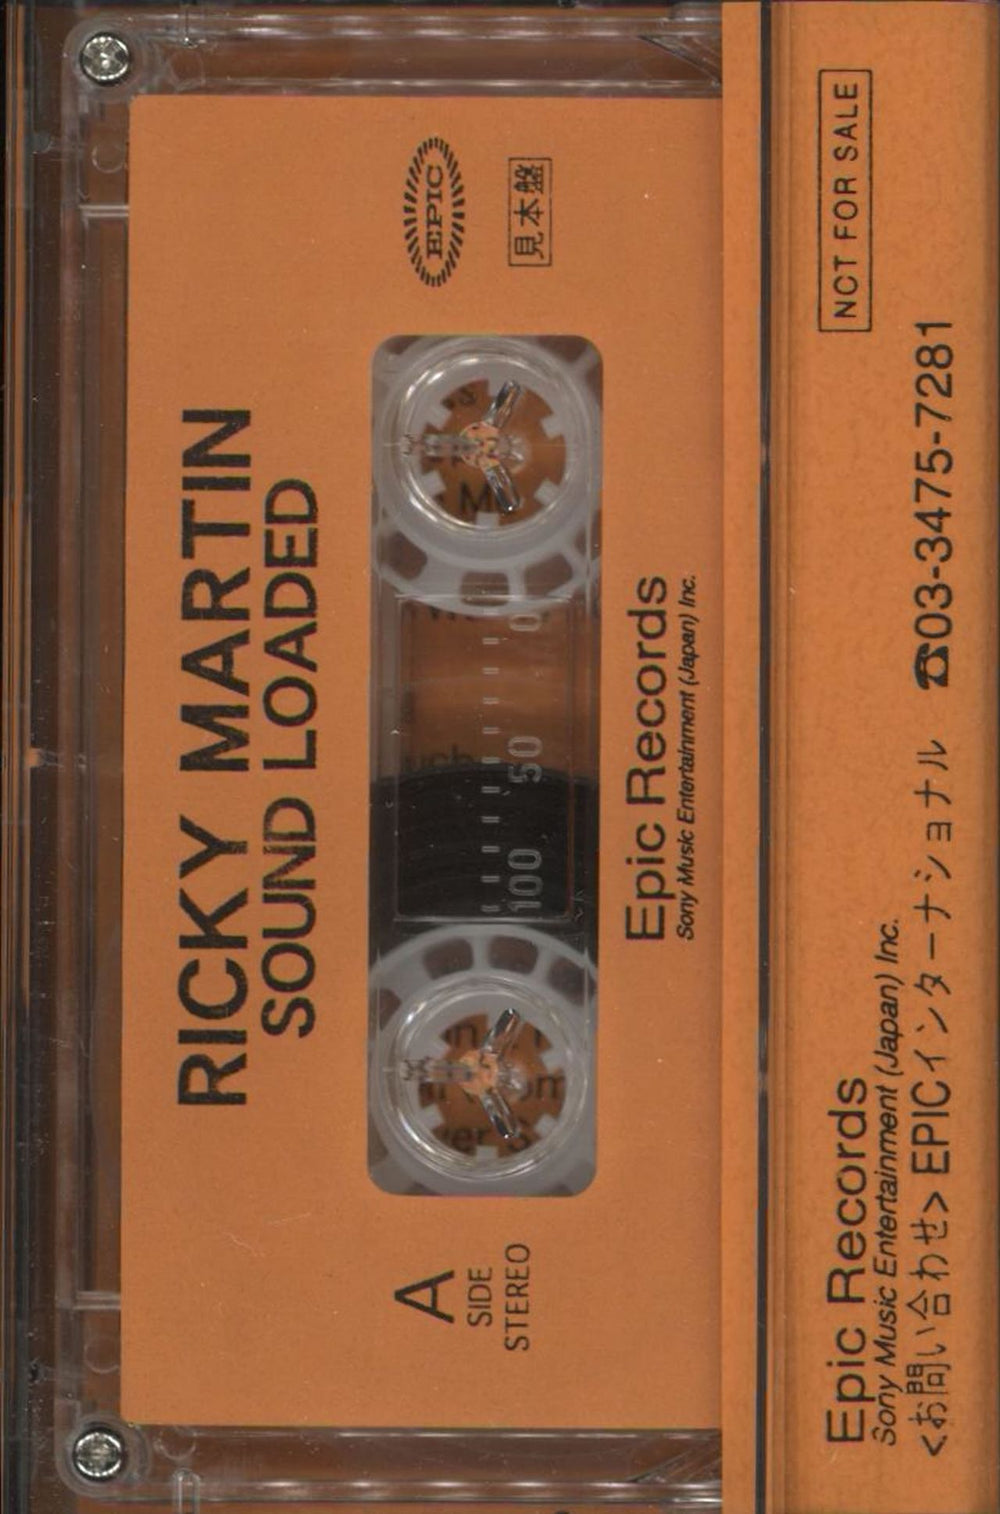 RICKY MARTIN
SOUND LOADED
EPIC
見本盤
A
SIDE
STEREO
0
50
100
Epic Records
Sony Music Entertainment (Japan) Inc.
NOT FOR SALE
Epic Records
Sony Music Entertainment (Japan) Inc.
<お問い合わせ> EPICインターナショナル ☎03-3475-7281